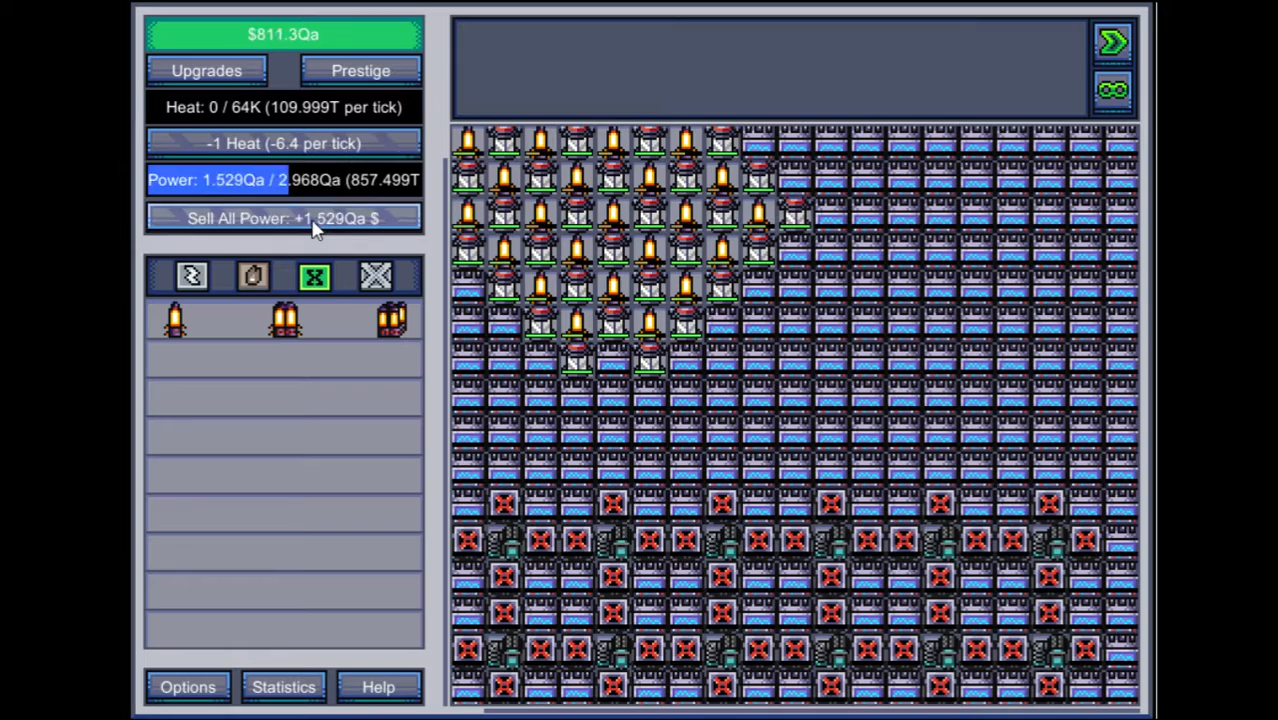 $811.3Qa
Upgrades
Prestige
Heat: 0 / 64K (109.999T per tick)
-1 Heat (-6.4 per tick)
Power: 1.529Qa / 2.968Qa (857.499T
Sell All Power: +1.529Qa $
Options
Statistics
Help